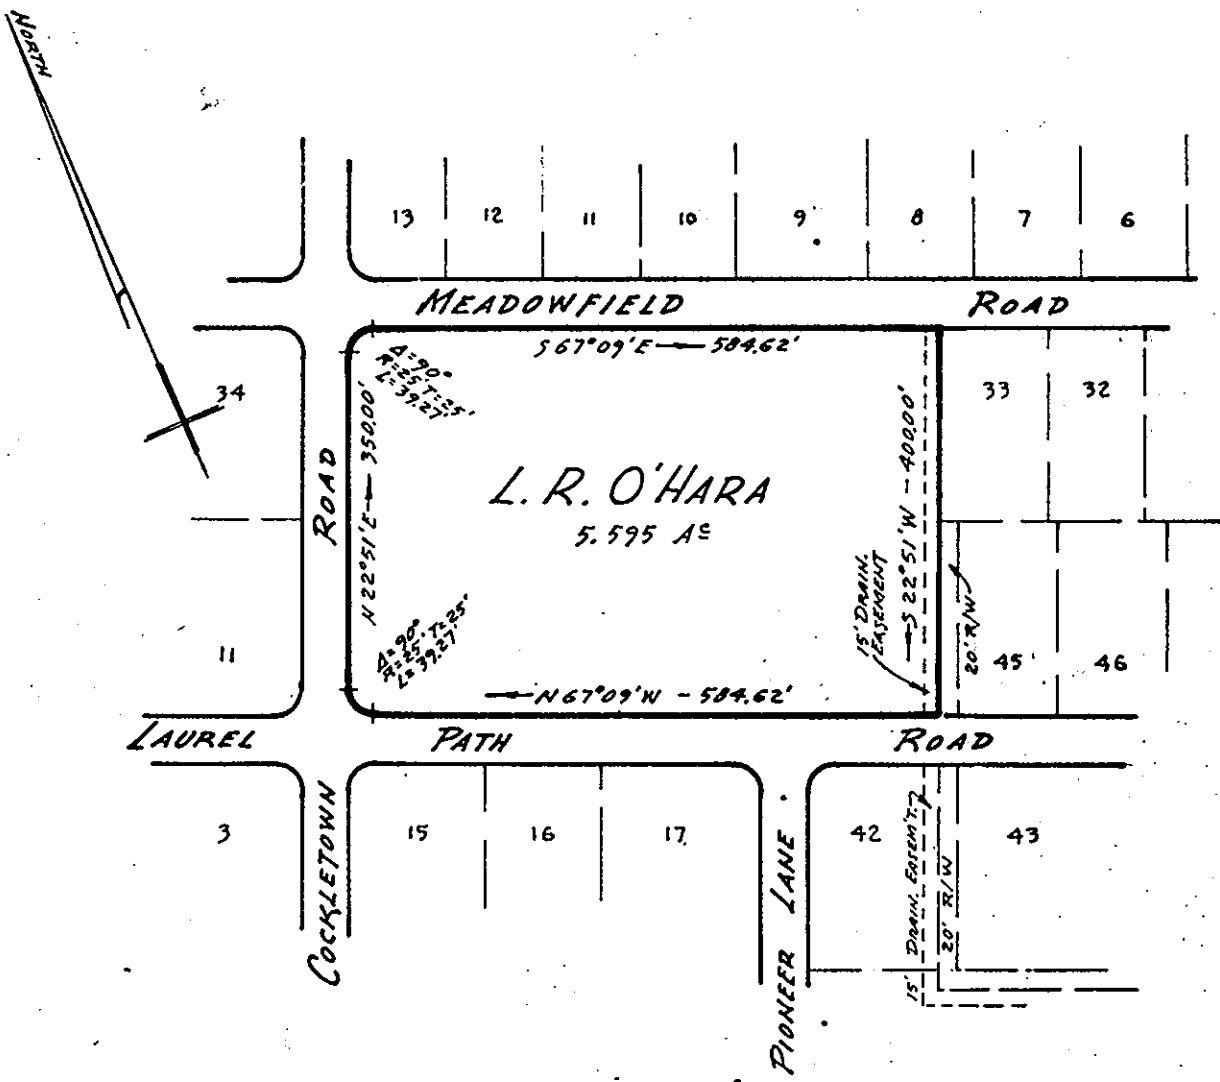 NORTH
13 12 11 10 9 8 7 6
MEADOWFIELD ROAD
S 67°09'E 584.62'
Δ=90°
R=25' T=25'
L=39.27'
34
33 32
ROAD
N 22°51'E 350.00'
L. R. O'HARA
5.595 Ac
S 22°51'W - 400.00'
15' DRAIN.
EASEMENT
20' R/W
Δ=90°
R=25' T=25'
L=39.27'
11
45 46
N 67°09'W - 584.62'
LAUREL PATH ROAD
3
COCKLETOWN
15 16 17
PIONEER LANE
42 43
15' DRAIN. EASEM'T.
20' R/W